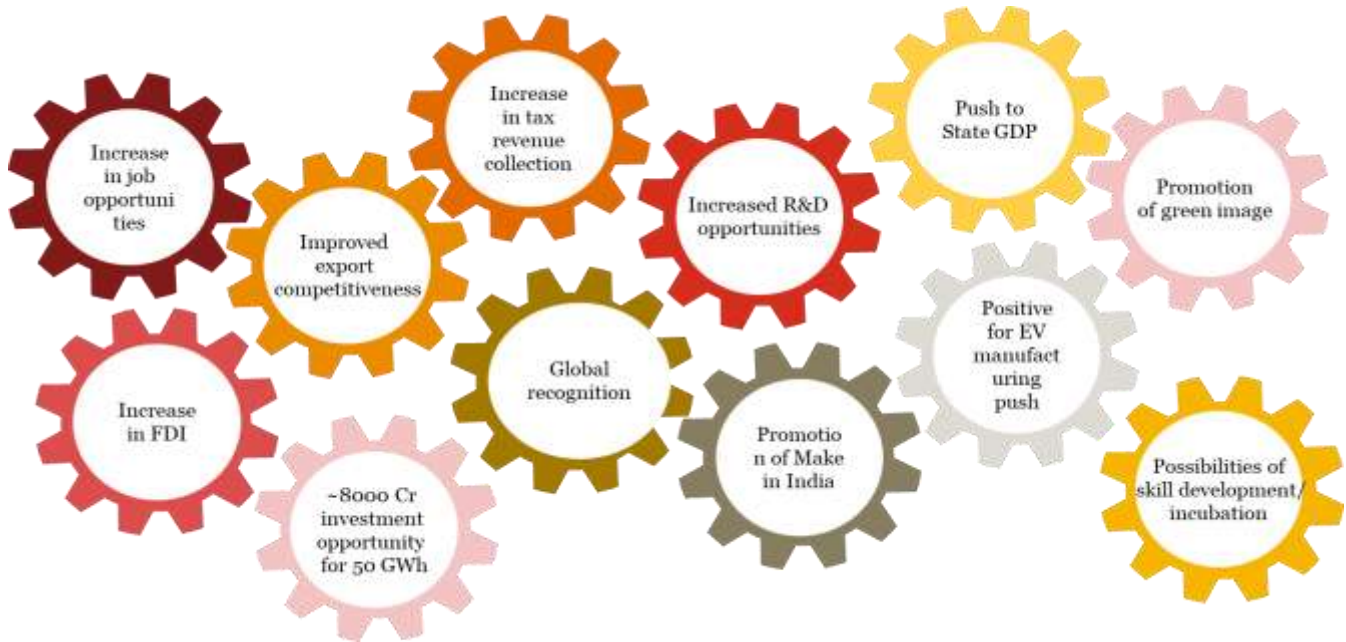 Increase
in job
opportuni
ties
Improved
export
competitiveness
Increase
in tax
revenue
collection
Increased R&D
opportunities
Push to
State GDP
Promotion
of green image
Increase
in FDI
~8000 Cr
investment
opportunity
for 50 GWh
Global
recognition
Promotio
n of Make
in India
Positive
for EV
manufact
uring
push
Possibilities of
skill development/
incubation